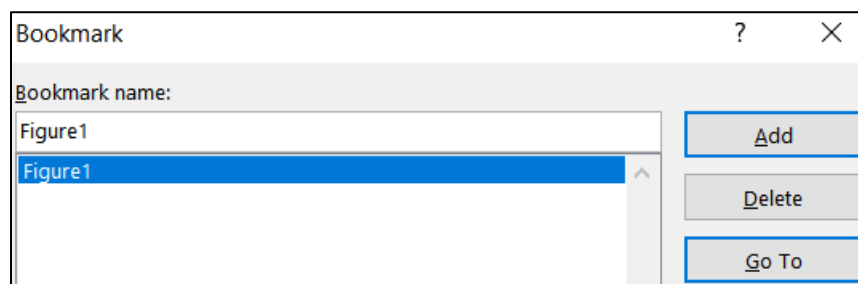 Bookmark ?
Bookmark name:
Figure1
Add
Figure1
Delete
Go To